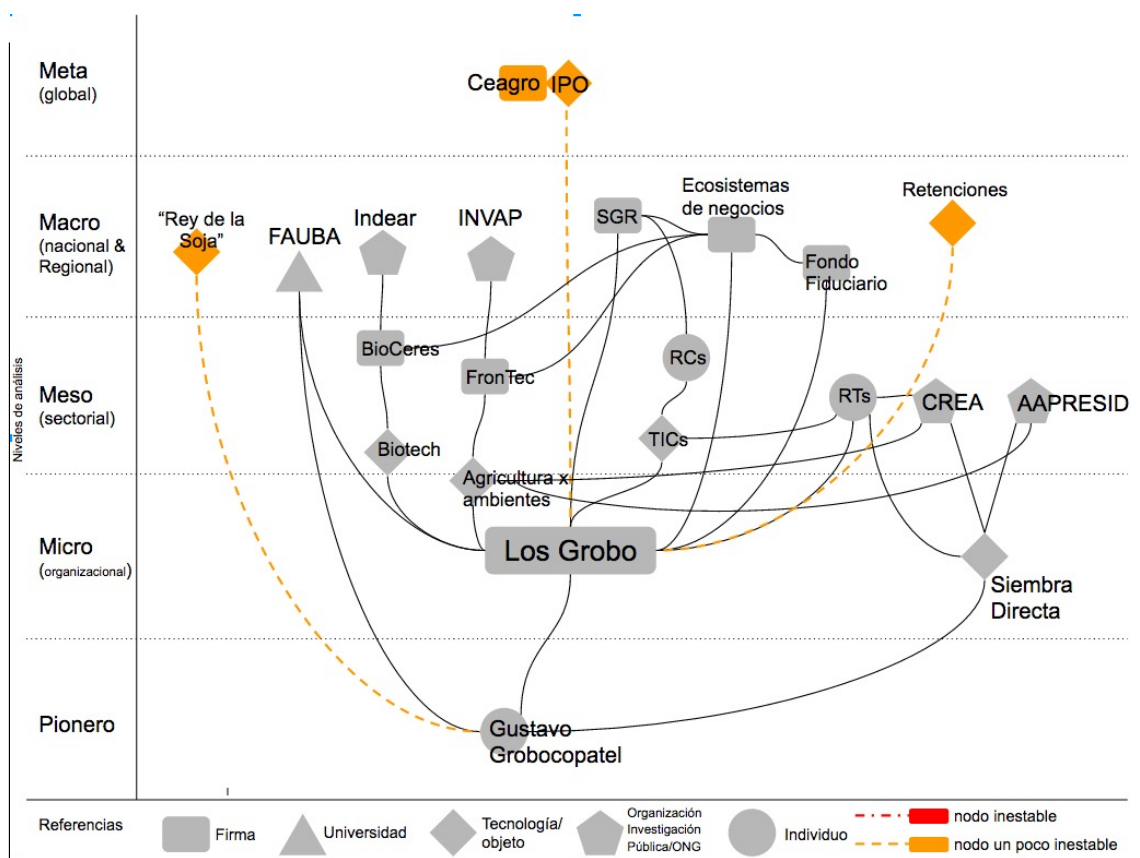 Niveles de análisis
Meta
(global)
Ceagro
IPO
Macro
(nacional &
Regional)
“Rey de la
Soja”
FAUBA
Indear
INVAP
SGR
Ecosistemas
de negocios
Fondo
Fiduciario
Retenciones
Meso
(sectorial)
BioCeres
FronTec
RCs
RTs
CREA
AAPRESID
Biotech
TICs
Agricultura x
ambientes
Micro
(organizacional)
Los Grobo
Siembra
Directa
Pionero
Gustavo
Grobocopatel
Referencias
Firma
Universidad
Tecnología/
objeto
Organización
Investigación
Pública/ONG
Individuo
nodo inestable
nodo un poco inestable